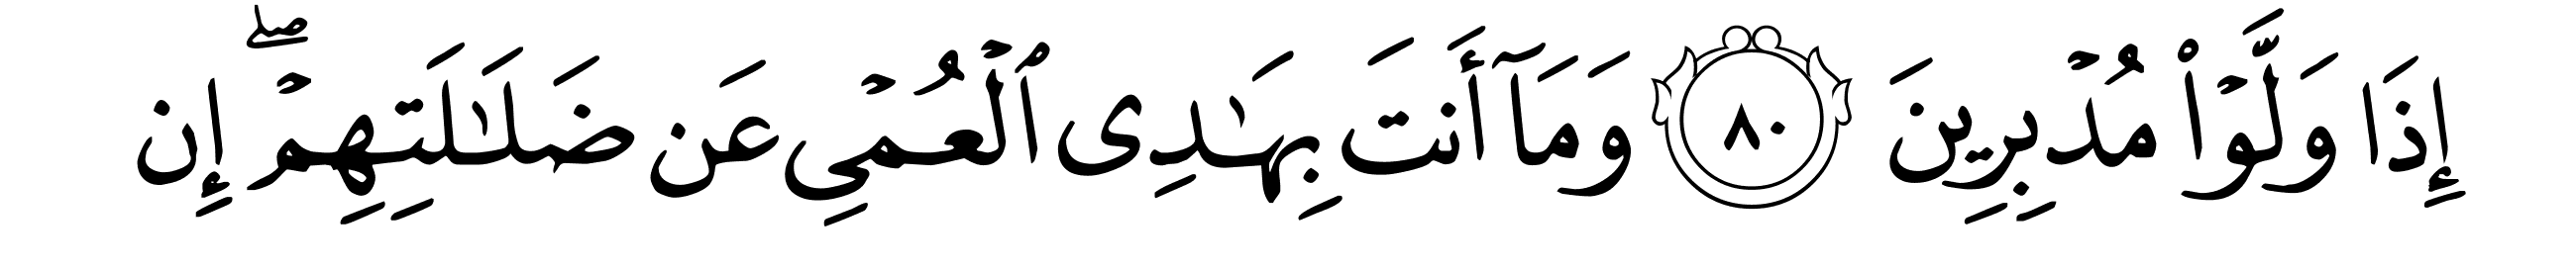 إِذَا وَلَّوۡاْ مُدۡبِرِينَ ٨٠ وَمَآ أَنتَ بِهَٰدِي ٱلۡعُمۡيِ عَن ضَلَٰلَتِهِمۡۖ إِن